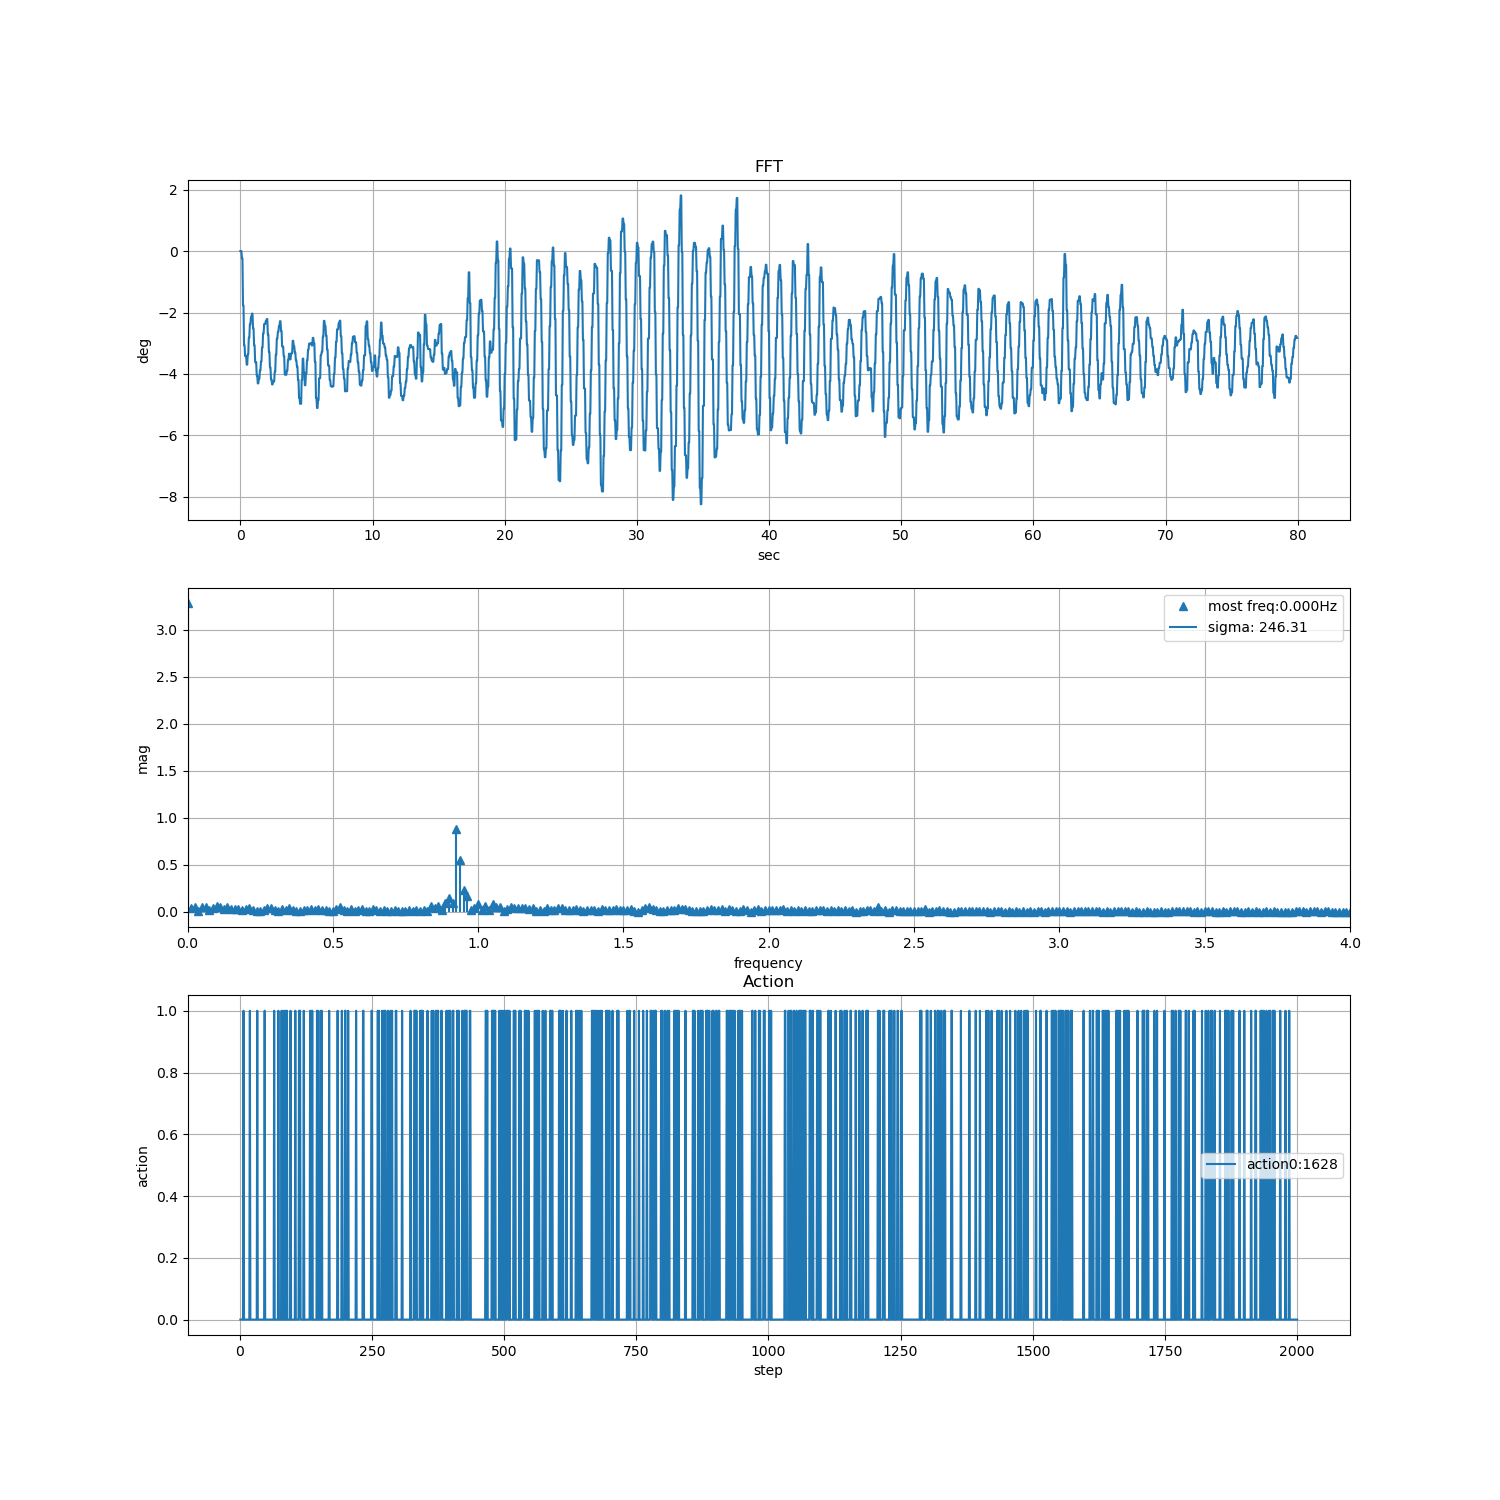 FFT
2
0
−2
−4
−6
−8
deg
0 10 20 30 40 50 60 70 80
sec
most freq:0.000Hz
sigma: 246.31
3.0
2.5
2.0
1.5
1.0
0.5
0.0
mag
0.0 0.5 1.0 1.5 2.0 2.5 3.0 3.5 4.0
frequency
Action
1.0
0.8
0.6
0.4
0.2
0.0
action
action0:1628
0 250 500 750 1000 1250 1500 1750 2000
step